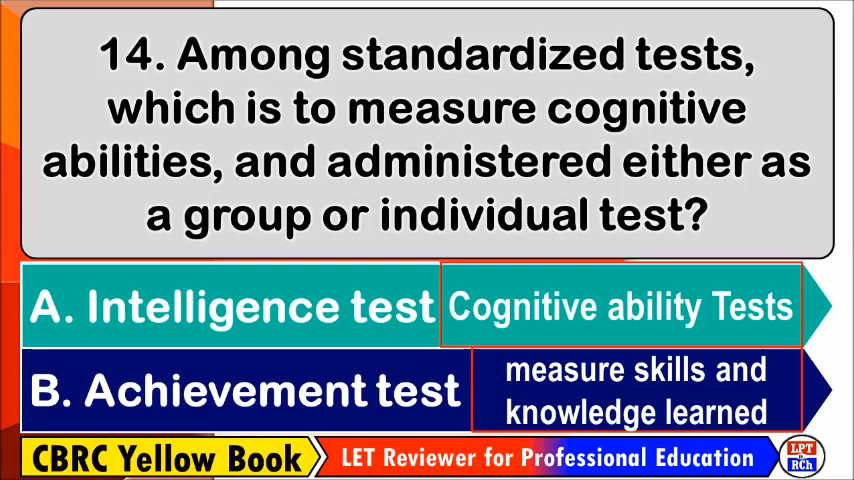 14. Among standardized tests,
which is to measure cognitive
abilities, and administered either as
a group or individual test?
A. Intelligence test
Cognitive ability Tests
B. Achievement test
measure skills and
knowledge learned
CBRC Yellow Book
LET Reviewer for Professional Education
LPT
RCh